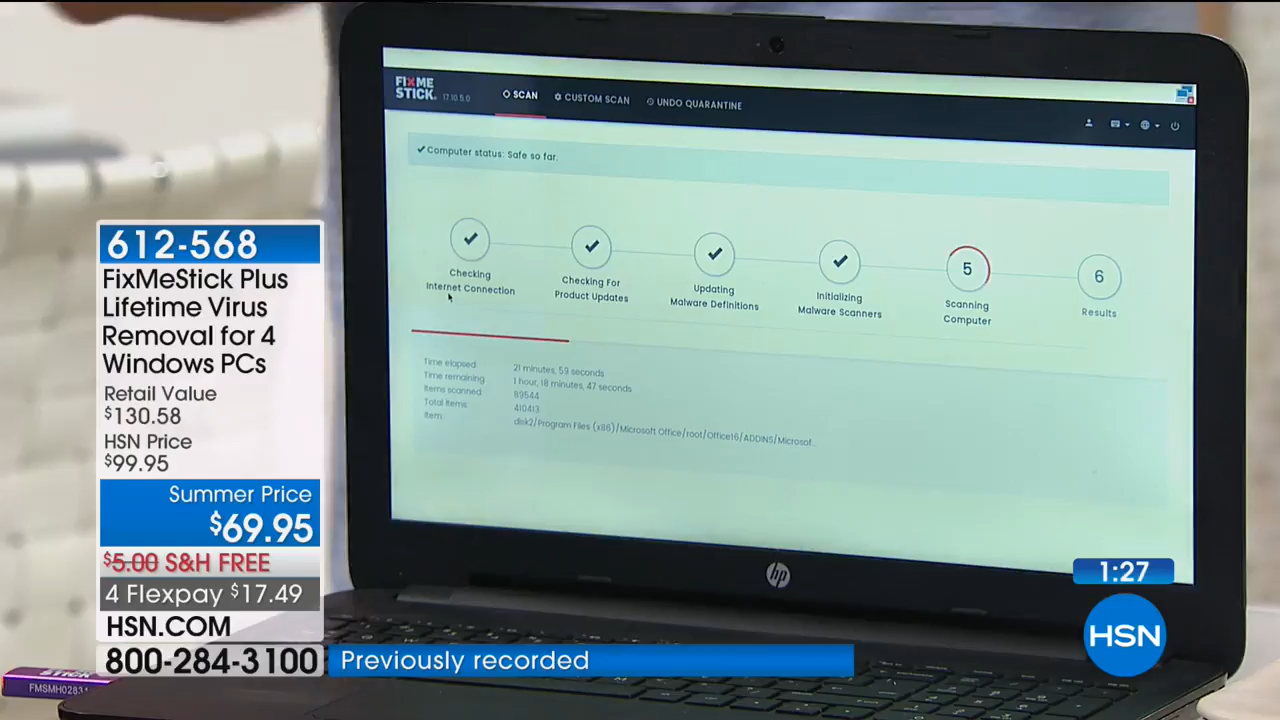 FIXME
STICK. 17.10.5.0
SCAN
CUSTOM SCAN
UNDO QUARANTINE
Computer status: Safe so far.
5
6
Checking
Internet Connection
Checking For
Product Updates
Updating
Malware Definitions
Initializing
Malware Scanners
Scanning
Computer
Results
Time elapsed 21 minutes, 59 seconds
Time remaining 1 hour, 18 minutes, 47 seconds
Items scanned 89544
Total items 410413
Item disk2/Program Files (x86)/Microsoft Office/root/Office16/ADDINS/Microsof...
hp
612-568
FixMeStick Plus
Lifetime Virus
Removal for 4
Windows PCs
Retail Value
$130.58
HSN Price
$99.95
Summer Price
$69.95
$5.00 S&H FREE
4 Flexpay $17.49
HSN.COM
800-284-3100
Previously recorded
1:27
HSN
STICK